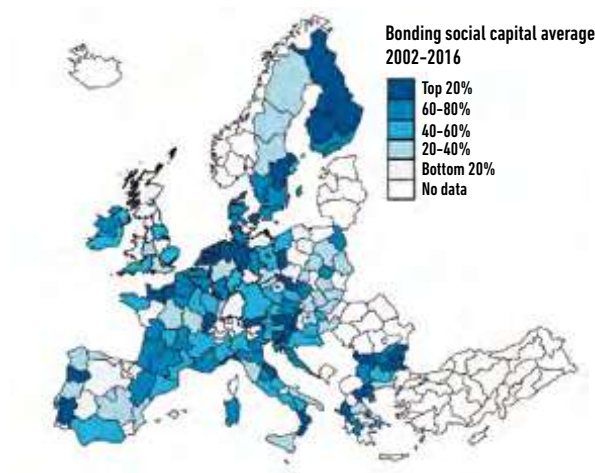 Bonding social capital average
2002-2016
Top 20%
60-80%
40-60%
20-40%
Bottom 20%
No data